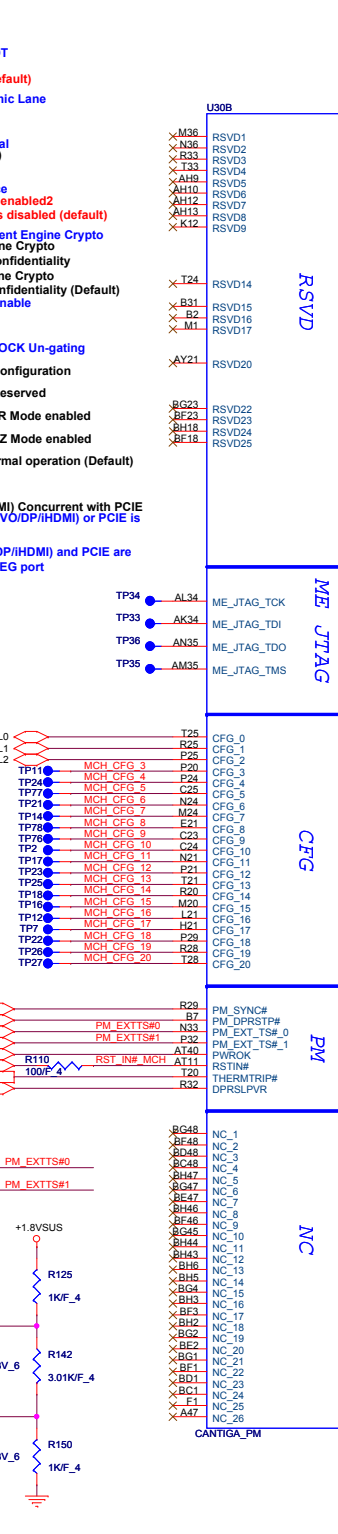 OT
efault)
nic Lane
U30B
al
)
ce
enabled2
s disabled (default)
ent Engine Crypto
ne Crypto
onfidentiality
ne Crypto
nfidentiality (Default)
nable
OCK Un-gating
onfiguration
eserved
R Mode enabled
Z Mode enabled
rmal operation (Default)
MI) Concurrent with PCIE
VO/DP/iHDMI) or PCIE is
DP/iHDMI) and PCIE are
EG port
M36 RSVD1
N36 RSVD2
R33 RSVD3
T33 RSVD4
AH9 RSVD5
AH10 RSVD6
AH12 RSVD7
AH13 RSVD8
K12 RSVD9
T24 RSVD14
B31 RSVD15
B2 RSVD16
M1 RSVD17
AY21 RSVD20
BG23 RSVD22
BF23 RSVD23
BH18 RSVD24
BF18 RSVD25
RSVD
TP34 AL34 ME_JTAG_TCK
TP33 AK34 ME_JTAG_TDI
TP36 AN35 ME_JTAG_TDO
TP35 AM35 ME_JTAG_TMS
ME JTAG
L0 T25 CFG_0
L1 R25 CFG_1
L2 P25 CFG_2
TP11 MCH_CFG_3 P20 CFG_3
TP24 MCH_CFG_4 P24 CFG_4
TP77 MCH_CFG_5 C25 CFG_5
TP21 MCH_CFG_6 N24 CFG_6
TP14 MCH_CFG_7 M24 CFG_7
TP78 MCH_CFG_8 E21 CFG_8
TP76 MCH_CFG_9 C23 CFG_9
TP2 MCH_CFG_10 C24 CFG_10
TP17 MCH_CFG_11 N21 CFG_11
TP23 MCH_CFG_12 P21 CFG_12
TP25 MCH_CFG_13 T21 CFG_13
TP18 MCH_CFG_14 R20 CFG_14
TP16 MCH_CFG_15 M20 CFG_15
TP12 MCH_CFG_16 L21 CFG_16
TP7 MCH_CFG_17 H21 CFG_17
TP22 MCH_CFG_18 P29 CFG_18
TP26 MCH_CFG_19 R28 CFG_19
TP27 MCH_CFG_20 T28 CFG_20
CFG
R29 PM_SYNC#
B7 PM_DPRSTP#
PM_EXTTS#0 N33 PM_EXT_TS#_0
PM_EXTTS#1 P32 PM_EXT_TS#_1
AT40 PWROK
R110 RST_IN#_MCH AT11 RSTIN#
100/F_4 T20 THERMTRIP#
R32 DPRSLPVR
PM
BG48 NC_1
BF48 NC_2
BD48 NC_3
BC48 NC_4
BH47 NC_5
BG47 NC_6
BE47 NC_7
BH46 NC_8
BF46 NC_9
BG45 NC_10
BH44 NC_11
BH43 NC_12
BH6 NC_13
BH5 NC_14
BG4 NC_15
BH3 NC_16
BF3 NC_17
BH2 NC_18
BG2 NC_19
BE2 NC_20
BG1 NC_21
BF1 NC_22
BD1 NC_23
BC1 NC_24
F1 NC_25
A47 NC_26
NC
CANTIGA_PM
PM_EXTTS#0
PM_EXTTS#1
+1.8VSUS
R125
1K/F_4
R142
V_6 3.01K/F_4
R150
V_6 1K/F_4